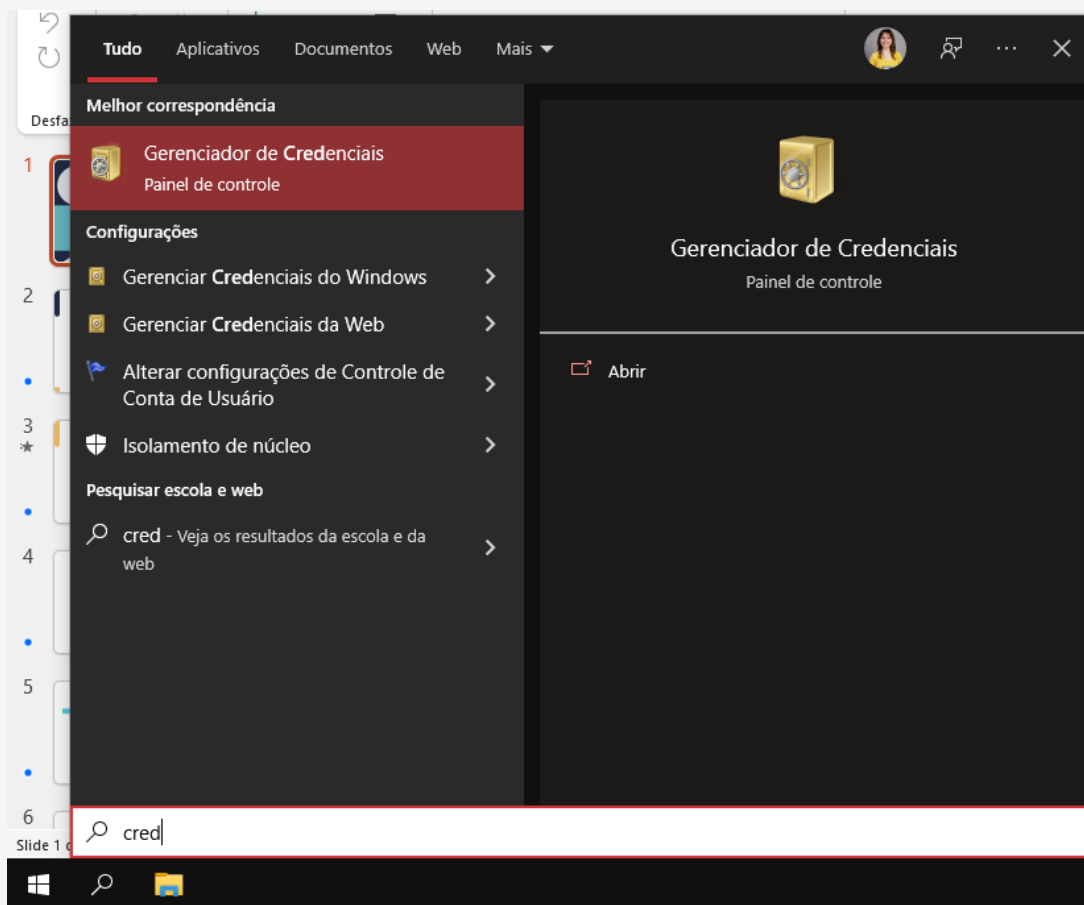 Tudo Aplicativos Documentos Web Mais
Desfa
Melhor correspondência
Gerenciador de Credenciais
Painel de controle
Configurações
Gerenciar Credenciais do Windows
Gerenciar Credenciais da Web
Alterar configurações de Controle de
Conta de Usuário
Isolamento de núcleo
Pesquisar escola e web
cred - Veja os resultados da escola e da
web
Gerenciador de Credenciais
Painel de controle
Abrir
1
2
3
4
5
6
Slide 1 d
cred